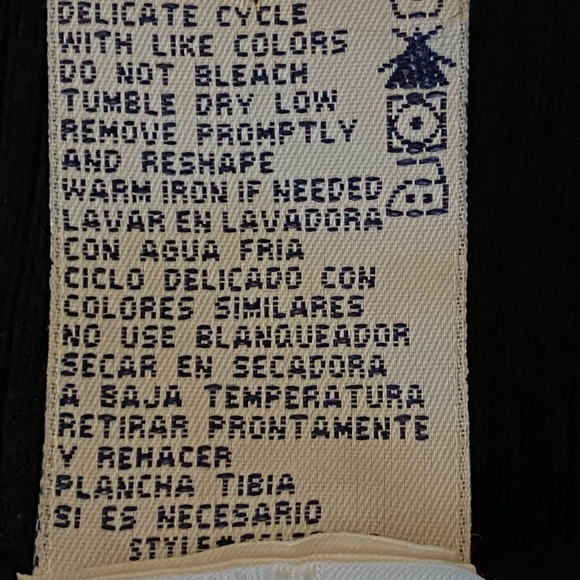 DELICATE CYCLE
WITH LIKE COLORS
DO NOT BLEACH
TUMBLE DRY LOW
REMOVE PROMPTLY
AND RESHAPE
WARM IRON IF NEEDED
LAVAR EN LAVADORA
CON AGUA FRIA
CICLO DELICADO CON
COLORES SIMILARES
NO USE BLANQUEADOR
SECAR EN SECADORA
A BAJA TEMPERATURA
RETIRAR PRONTAMENTE
Y REHACER
PLANCHA TIBIA
SI ES NECESARIO